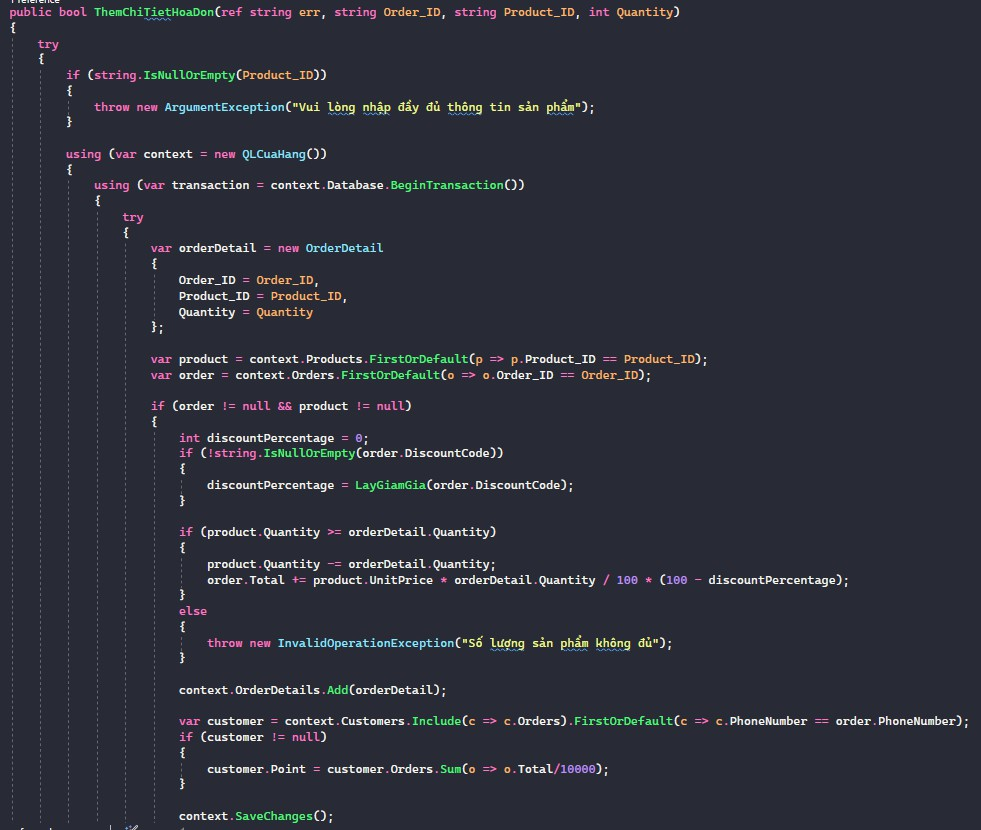 public bool ThemChiTietHoaDon(ref string err, string Order_ID, string Product_ID, int Quantity)
{
try
{
if (string.IsNullOrEmpty(Product_ID))
{
throw new ArgumentException("Vui lòng nhập đầy đủ thông tin sản phẩm");
}
using (var context = new QLCuaHang())
{
using (var transaction = context.Database.BeginTransaction())
{
try
{
var orderDetail = new OrderDetail
{
Order_ID = Order_ID,
Product_ID = Product_ID,
Quantity = Quantity
};
var product = context.Products.FirstOrDefault(p => p.Product_ID == Product_ID);
var order = context.Orders.FirstOrDefault(o => o.Order_ID == Order_ID);
if (order != null && product != null)
{
int discountPercentage = 0;
if (!string.IsNullOrEmpty(order.DiscountCode))
{
discountPercentage = LayGiamGia(order.DiscountCode);
}
if (product.Quantity >= orderDetail.Quantity)
{
product.Quantity -= orderDetail.Quantity;
order.Total += product.UnitPrice * orderDetail.Quantity / 100 * (100 - discountPercentage);
}
else
{
throw new InvalidOperationException("Số lượng sản phẩm không đủ");
}
context.OrderDetails.Add(orderDetail);
var customer = context.Customers.Include(c => c.Orders).FirstOrDefault(c => c.PhoneNumber == order.PhoneNumber);
if (customer != null)
{
customer.Point = customer.Orders.Sum(o => o.Total/10000);
}
context.SaveChanges();